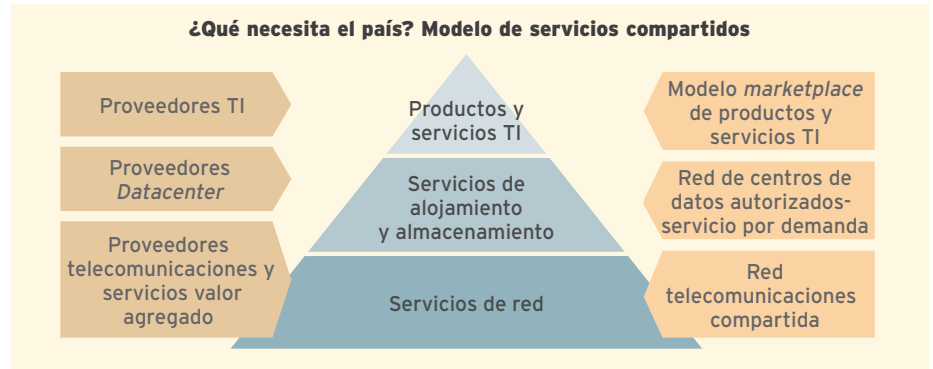 ¿Qué necesita el país? Modelo de servicios compartidos
Proveedores TI
Productos y
servicios TI
Modelo marketplace
de productos y
servicios TI
Proveedores
Datacenter
Servicios de
alojamiento
y almacenamiento
Red de centros de
datos autorizados-
servicio por demanda
Proveedores
telecomunicaciones y
servicios valor
agregado
Servicios de red
Red
telecomunicaciones
compartida